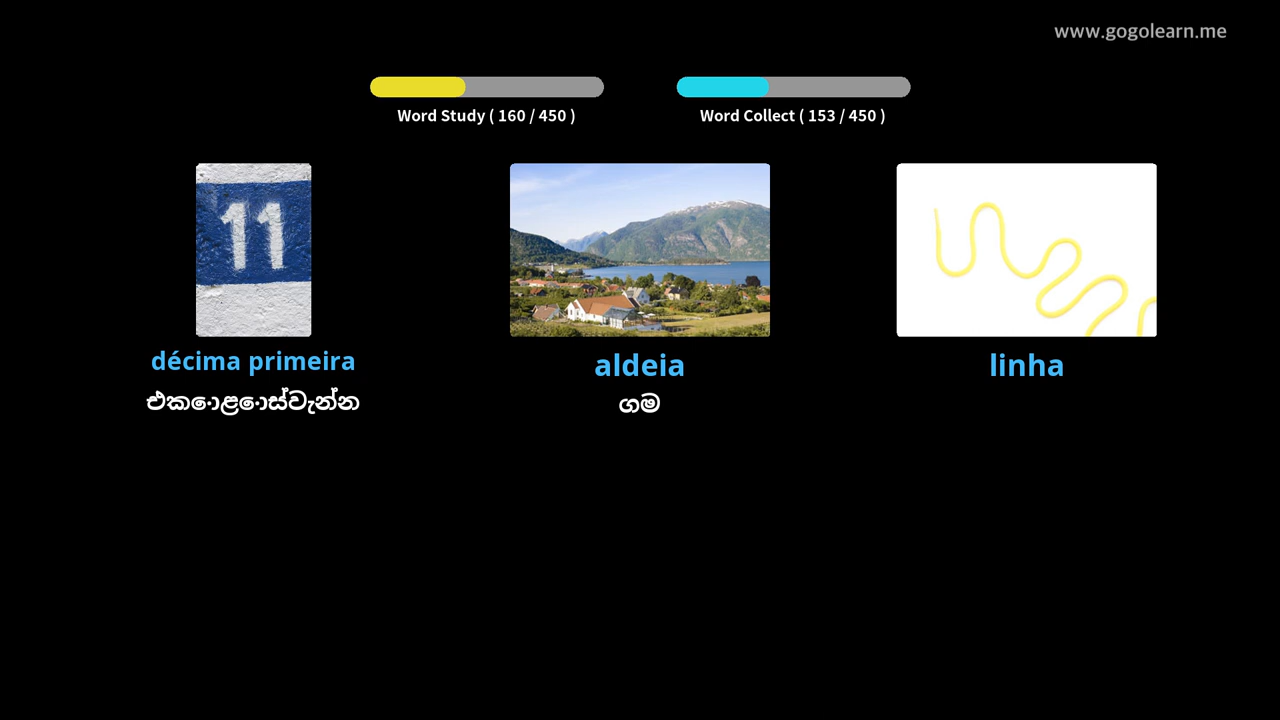 www.gogolearn.me
Word Study ( 160 / 450 )
Word Collect ( 153 / 450 )
11
décima primeira
aldeia
linha
එකොළොස්වැන්න
ගම